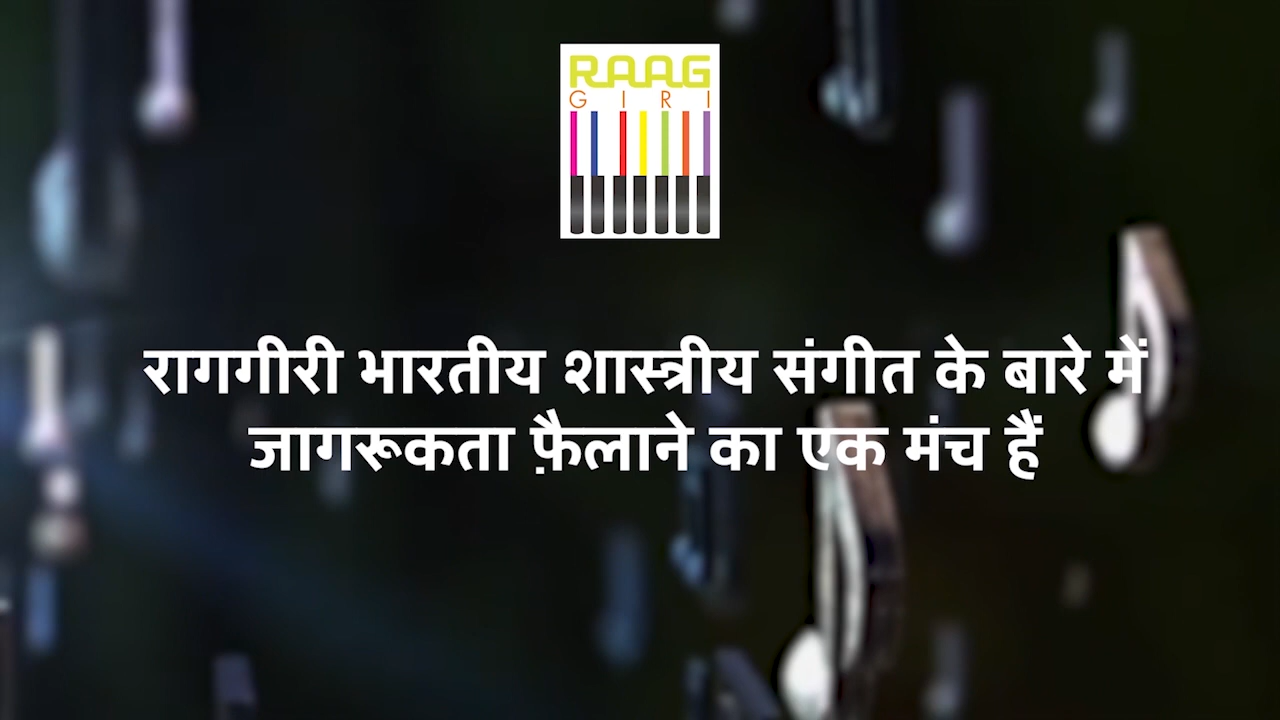 RAAG
GIRI
रागगीरी भारतीय शास्त्रीय संगीत के बारे में
जागरूकता फ़ैलाने का एक मंच हैं